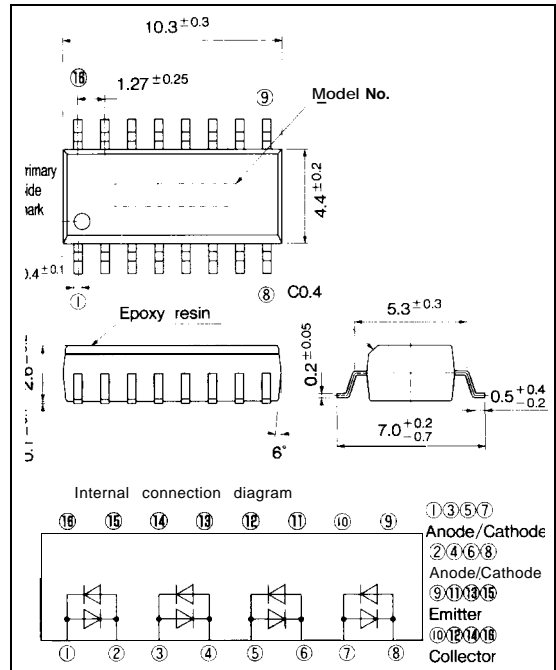 10.3 ±0.3
⑯ 1.27 ±0.25 ⑨ Model No.
rimary
ide
ark
4.4 ±0.2
0.4 ±0.1
① ⑧ C0.4
Epoxy resin
5.3 ±0.3
0.2 ±0.05
6°
0.5 +0.4 −0.2
7.0 +0.2 −0.7
Internal connection diagram
⑯ ⑮ ⑭ ⑬ ⑫ ⑪ ⑩ ⑨
① ② ③ ④ ⑤ ⑥ ⑦ ⑧
①③⑤⑦
Anode/Cathode
②④⑥⑧
Anode/Cathode
⑨⑪⑬⑮
Emitter
⑩⑫⑭⑯
Collector